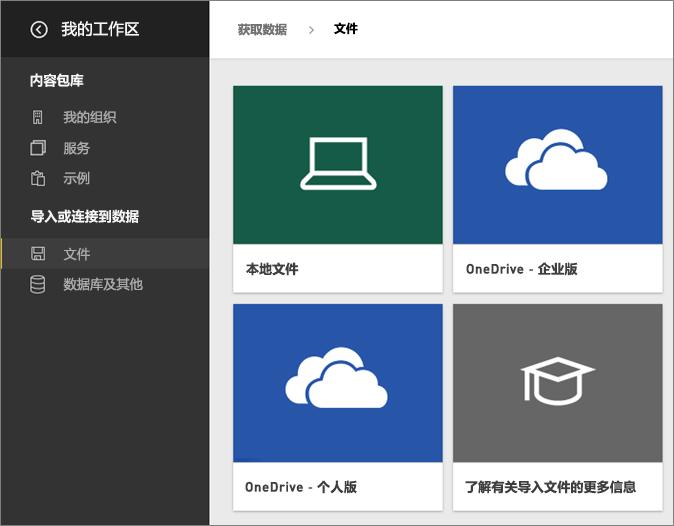 我的工作区
内容包库
我的组织
服务
示例
导入或连接到数据
文件
数据库及其他
获取数据 > 文件
本地文件
OneDrive - 企业版
OneDrive - 个人版
了解有关导入文件的更多信息